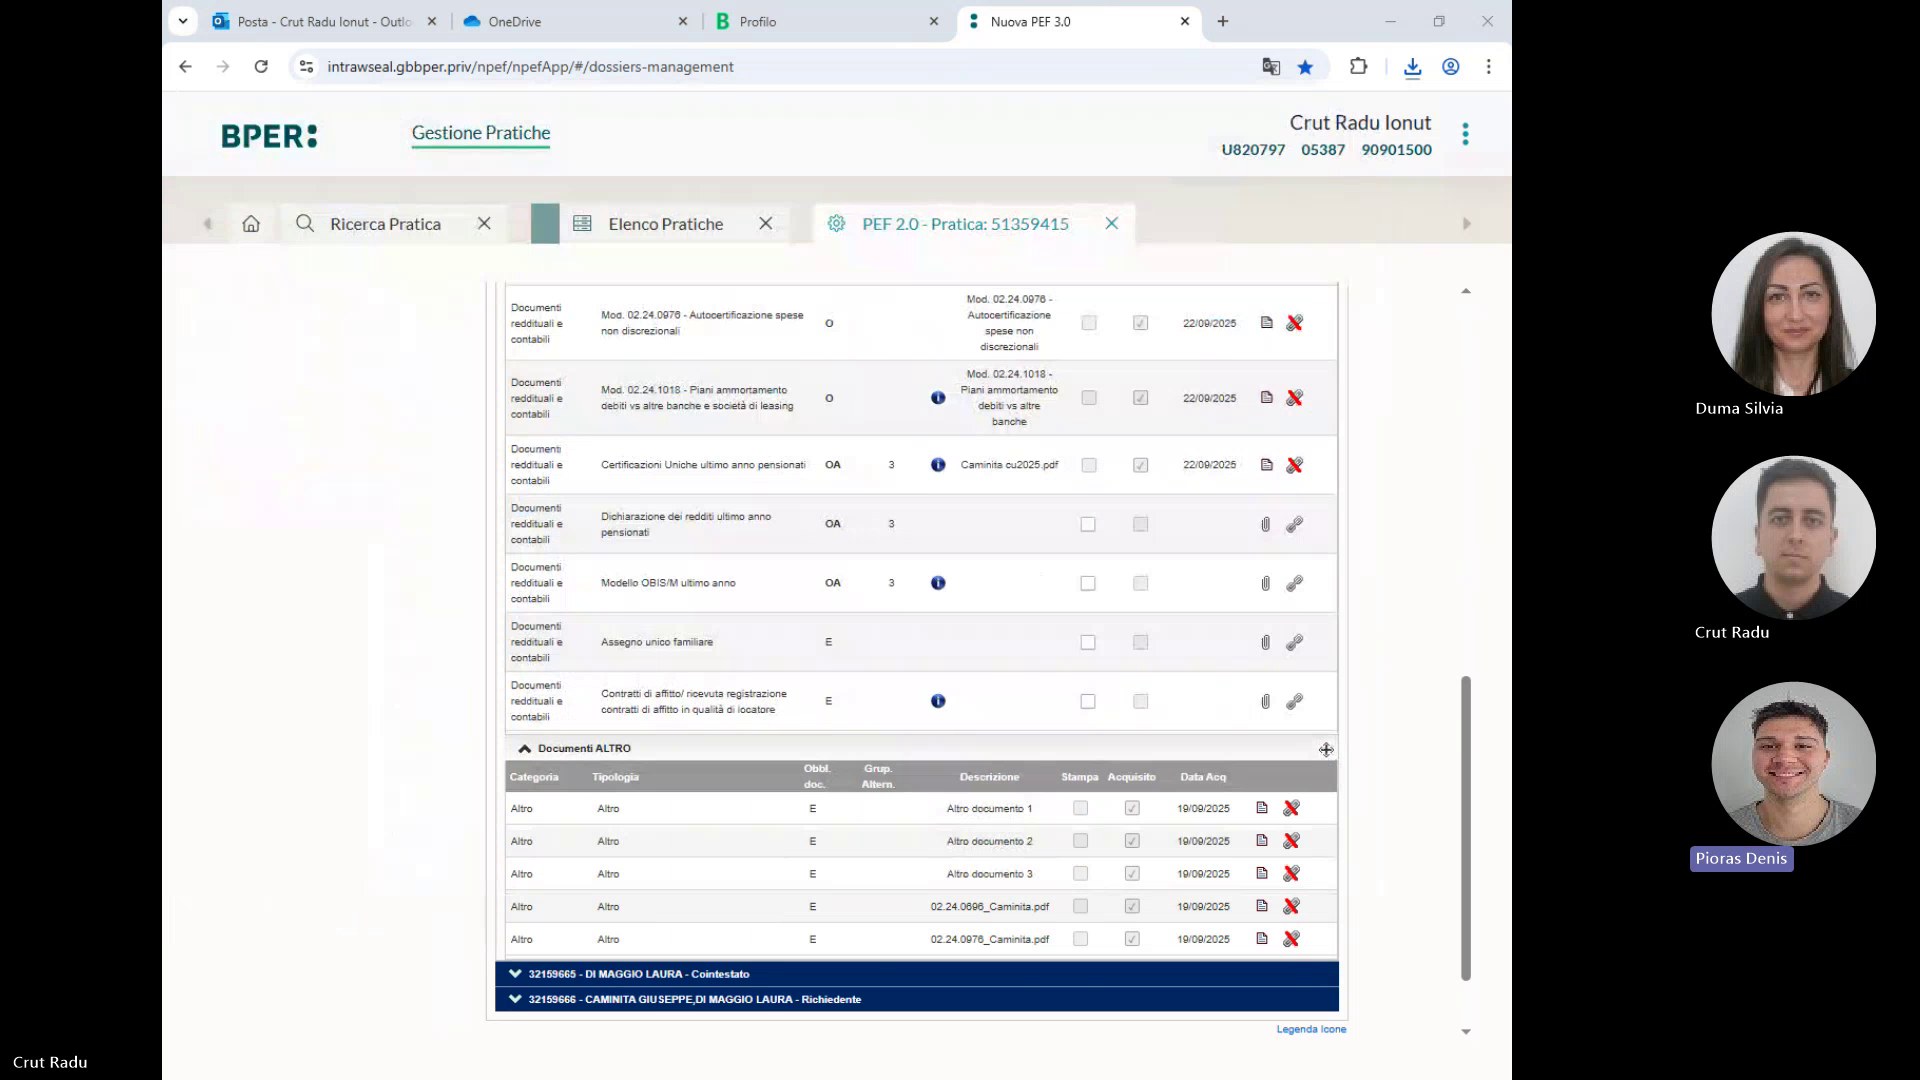 Posta - Crut Radu Ionut - Outlo
OneDrive
Profilo
Nuova PEF 3.0
intrawseal.gbbper.priv/npef/npefApp/#/dossiers-management
BPER:
Gestione Pratiche
Crut Radu Ionut
U820797 05387 90901500
Ricerca Pratica
Elenco Pratiche
PEF 2.0 - Pratica: 51359415
Documenti redditualí e contabili
Mod. 02.24.0976 - Autocertificazione spese non discrezionali
O
Mod. 02.24.0976 - Autocertificazione spese non discrezionali
22/09/2025
Documenti reddituali e contabili
Mod. 02.24.1018 - Piani ammortamento debiti vs altre banche e società di leasing
O
Mod. 02.24.1018 - Piani ammortamento debiti vs altre banche
22/09/2025
Documenti reddituali e contabili
Certificazioni Uniche ultimo anno pensionati
OA
3
Caminita cu2025.pdf
22/09/2025
Documenti reddituali e contabili
Dichiarazione dei redditi ultimo anno pensionati
OA
3
Documenti reddituali e contabili
Modello OBIS/M ultimo anno
OA
3
Documenti reddituali e contabili
Assegno unico familiare
E
Documenti reddituali e contabili
Contratti di affitto/ ricevuta registrazione contratti di affitto in qualità di locatore
E
Documenti ALTRO
Categoria Tipologia Obbl. doc. Grup. Altern. Descrizione Stampa Acquisito Data Acq
Altro Altro E Altro documento 1 19/09/2025
Altro Altro E Altro documento 2 19/09/2025
Altro Altro E Altro documento 3 19/09/2025
Altro Altro E 02.24.0696_Caminita.pdf 19/09/2025
Altro Altro E 02.24.0976_Caminita.pdf 19/09/2025
32159665 - DI MAGGIO LAURA - Cointestato
32159666 - CAMINITA GIUSEPPE,DI MAGGIO LAURA - Richiedente
Legenda Icone
Duma Silvia
Crut Radu
Pioras Denis
Crut Radu